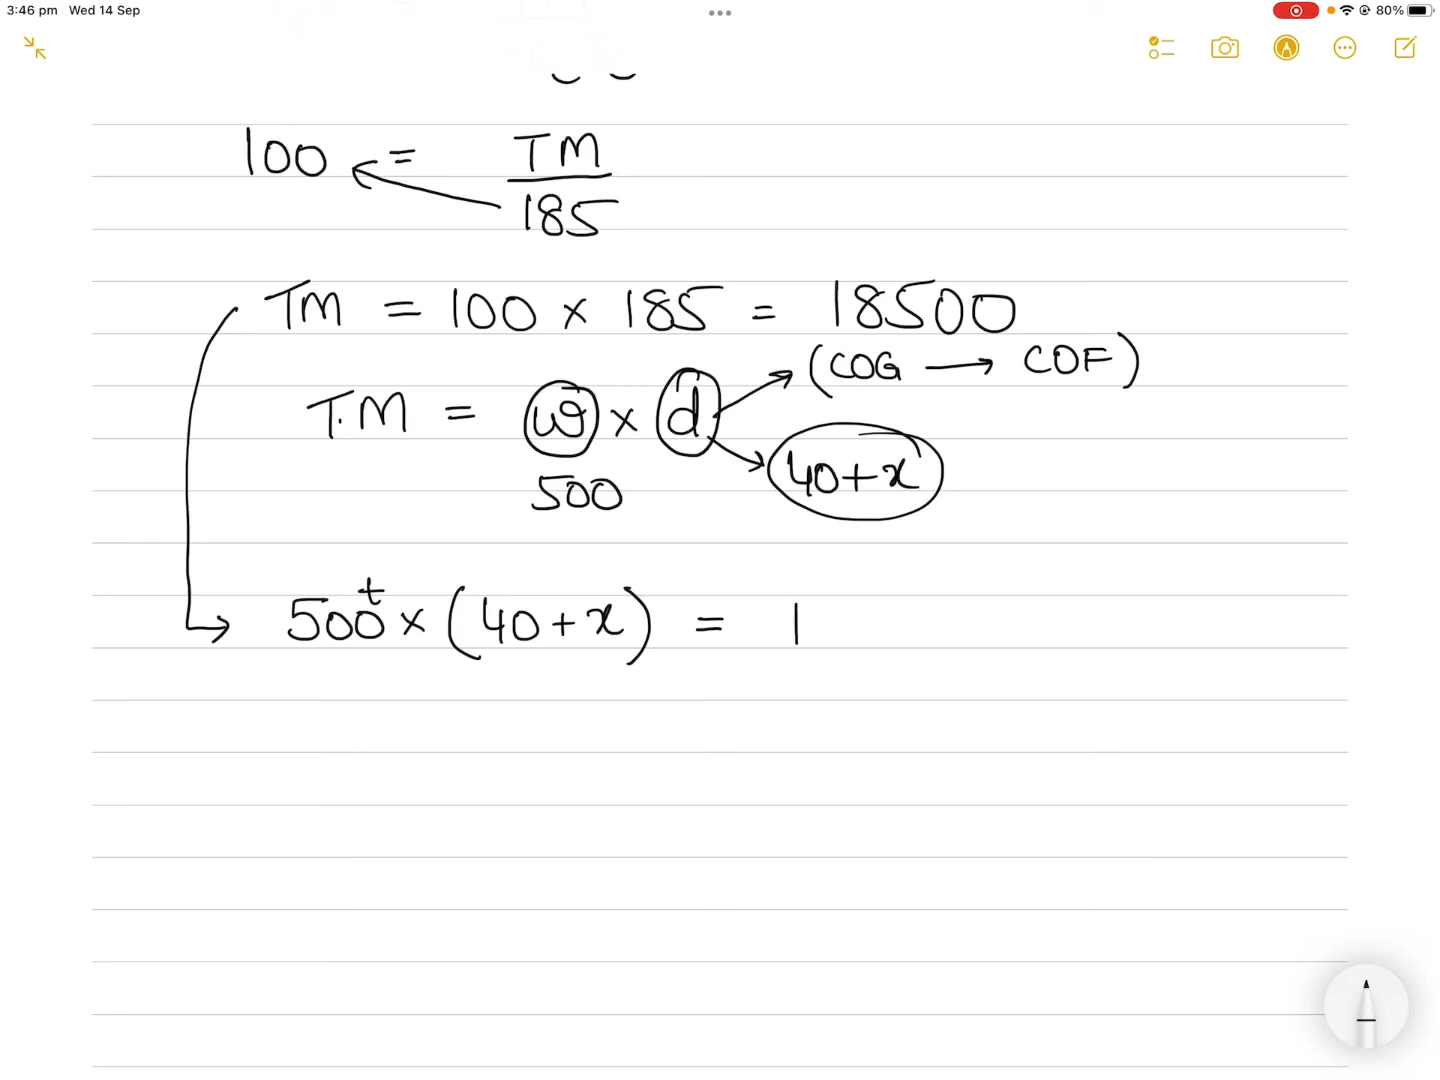 3:46 pm Wed 14 Sep
80%
100 = TM
185
TM = 100 × 185 = 18500
(COG → COF)
T.M = w × d
40+x
500
500t × (40+x) = 1